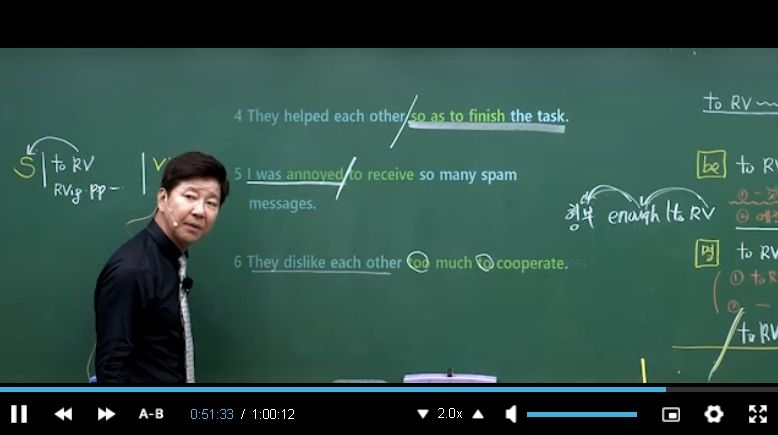 to RV
4 They helped each other so as to finish the task.
S | to RV | V
RVing · pp -
be to RV
5 I was annoyed to receive so many spam
messages.
형부 enough | to RV
명 to RV
6 They dislike each other too much to cooperate.
① to R
②
to RV
0:51:33 / 1:00:12
A-B
2.0x